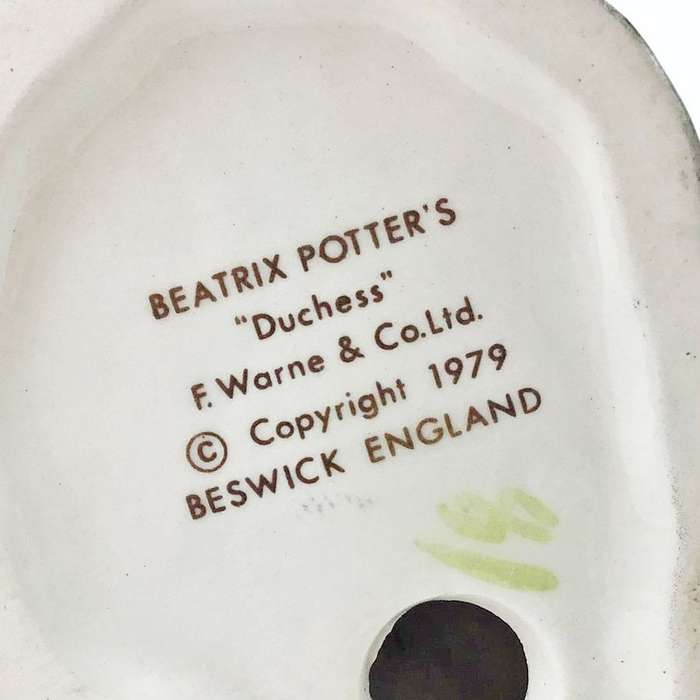 BEATRIX POTTER'S
"Duchess"
F. Warne & Co.Ltd.
© Copyright 1979
BESWICK ENGLAND